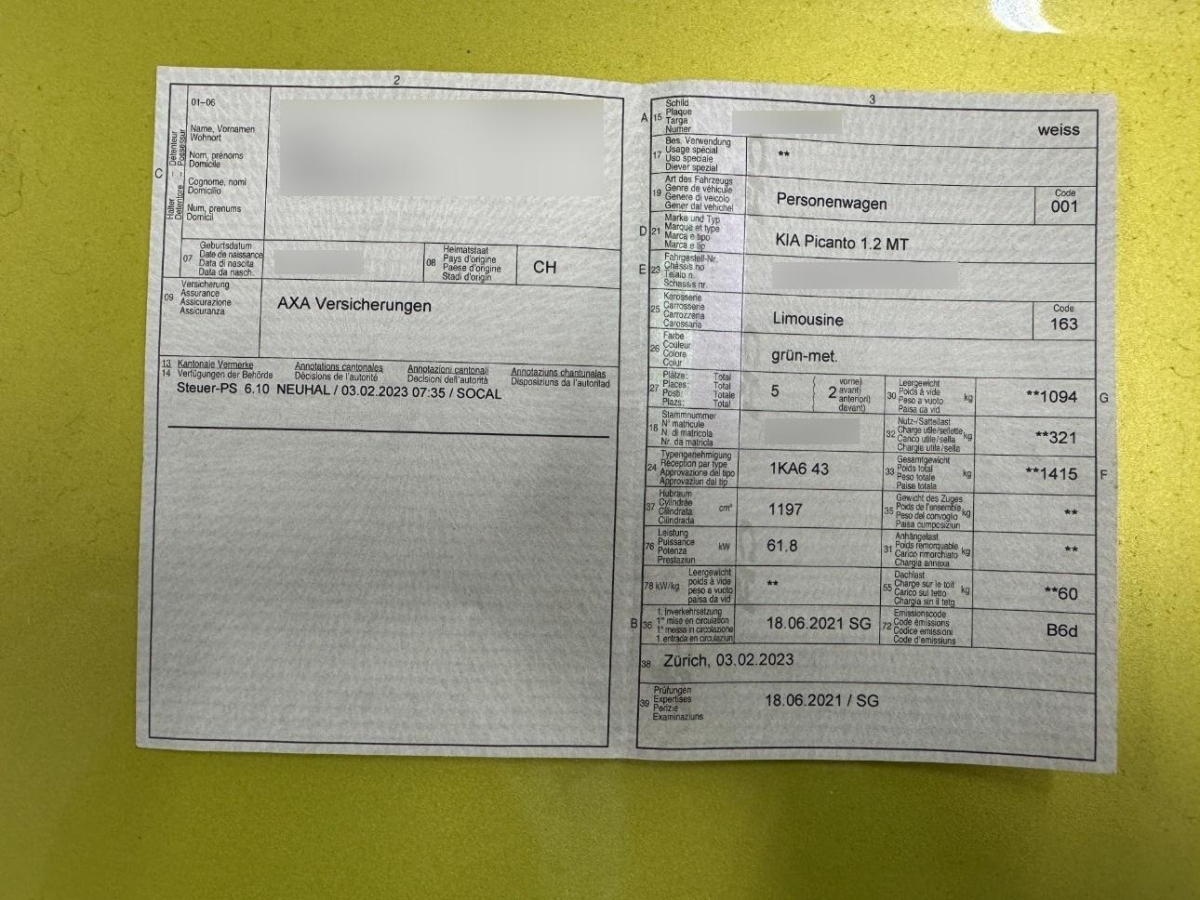 2
01-06
Name, Vornamen
Wohnort
Nom, prénoms
Domicile
Cognome, nomi
Domicilio
Num, prenums
Domicil
C
Halter – Détenteur
Detentore – Possessur
07
Geburtsdatum
Date de naissance
Data di nascita
Data da nasch.
08
Heimatstaat
Pays d'origine
Paese d'origine
Stadi d'origin
CH
09
Versicherung
Assurance
Assicurazione
Assicuranza
AXA Versicherungen
13 Kantonale Vermerke Annotations cantonales Annotazioni cantonali Annotaziuns chantunalas
14 Verfügungen der Behörde Décisions de l'autorité Decisioni dell'autorità Disposiziuns da l'autoritad
Steuer-PS 6.10 NEUHAL / 03.02.2023 07:35 / SOCAL
3
A 15
Schild
Plaque
Targa
Numer
weiss
17
Bes. Verwendung
Usage spécial
Uso speciale
Diever spezial
**
19
Art des Fahrzeugs
Genre de véhicule
Genere di veicolo
Gener dal vehichel
Personenwagen
Code
001
D 21
Marke und Typ
Marque et type
Marca e tipo
Marca e tip
KIA Picanto 1.2 MT
E 23
Fahrgestell-Nr.
Châssis no
Telaio n.
Schassis nr.
25
Karosserie
Carrosserie
Carrozzeria
Carossaria
Limousine
Code
163
26
Farbe
Couleur
Colore
Colur
grün-met.
27
Plätze: Total
Places: Total
Posti: Totale
Plazs: Total
5
2
vorne)
avant)
anteriori)
davant)
30
Leergewicht
Poids à vide
Peso a vuoto
Paisa da vid
kg
**1094
G
18
Stammnummer
N° matricule
N. di matricola
Nr. da matricla
32
Nutz-/Sattellast
Charge utile/sellette
Carico utile/sella
Chargia utila/sella
kg
**321
24
Typengenehmigung
Réception par type
Approvazione del tipo
Approvaziun dal tip
1KA6 43
33
Gesamtgewicht
Poids total
Peso totale
Paisa totala
kg
**1415
F
37
Hubraum
Cylindrée
Cilindrata
Cilindrada
cm³
1197
35
Gewicht des Zuges
Poids de l'ensemble
Peso del convoglio
Paisa cumposiziun
kg
**
76
Leistung
Puissance
Potenza
Prestaziun
kW
61.8
31
Anhängelast
Poids remorquable
Carico rimorchiato
Chargia annexa
kg
**
78 kW/kg
Leergewicht
poids à vide
peso a vuoto
paisa da vid
**
55
Dachlast
Charge sur le toit
Carico sul tetto
Chargia sin il tetg
kg
**60
B 36
1. Inverkehrsetzung
1re mise en circulation
1a messa in circolazione
1. entrada en circulaziun
18.06.2021 SG
72
Emissionscode
Code émissions
Codice emissioni
Code d'emissiuns
B6d
38
Zürich, 03.02.2023
39
Prüfungen
Expertises
Perizie
Examinaziuns
18.06.2021 / SG